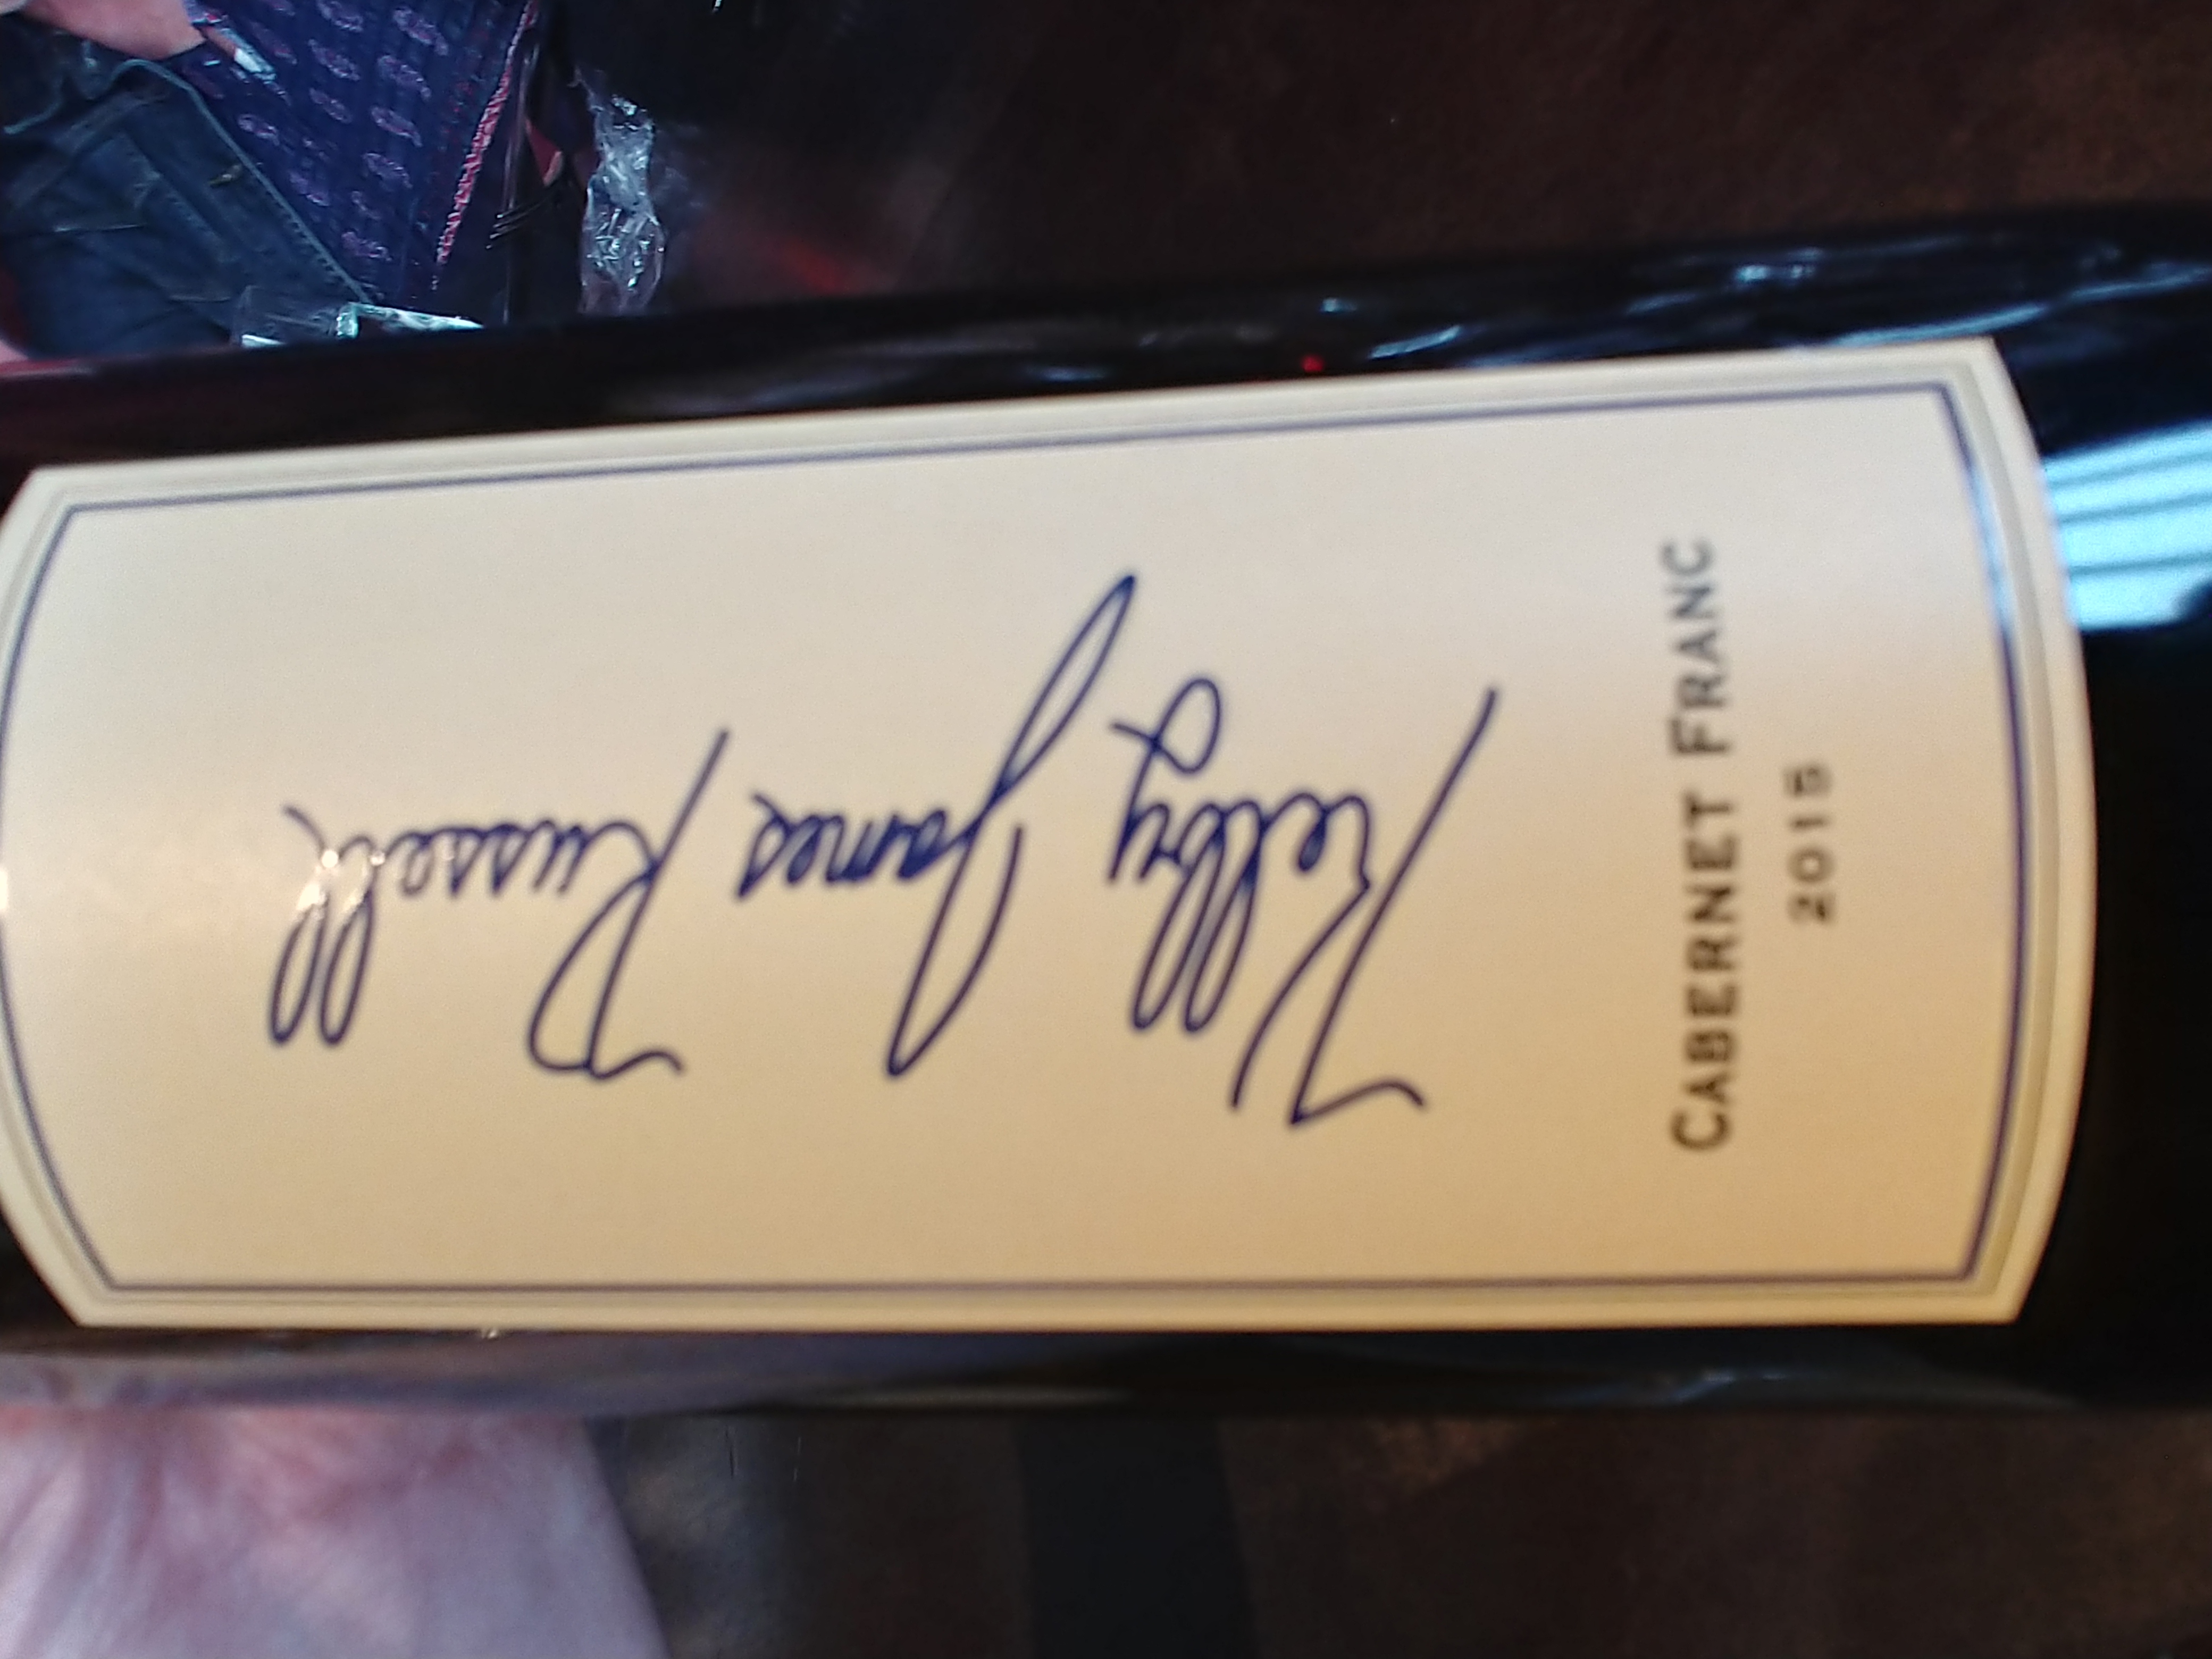 Kelby James Russell
CABERNET FRANC
2015